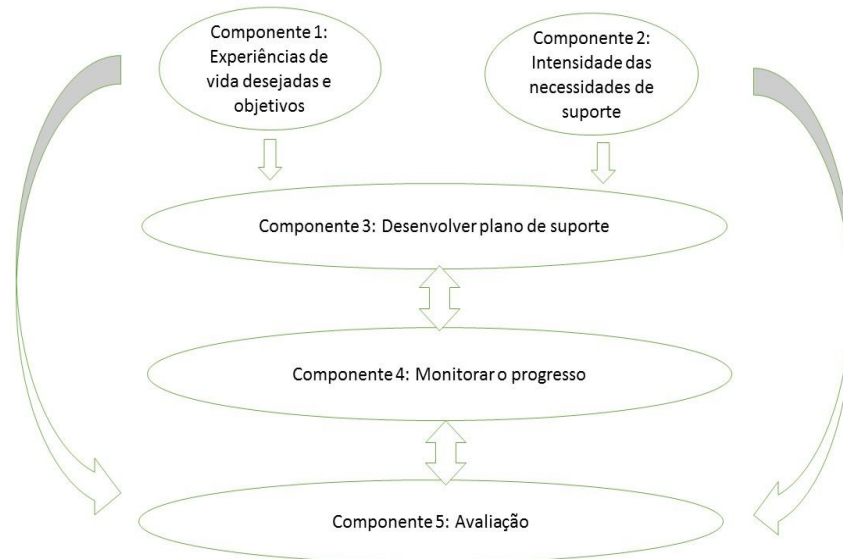 Componente 1:
Experiências de
vida desejadas e
objetivos
Componente 2:
Intensidade das
necessidades de
suporte
Componente 3: Desenvolver plano de suporte
Componente 4: Monitorar o progresso
Componente 5: Avaliação